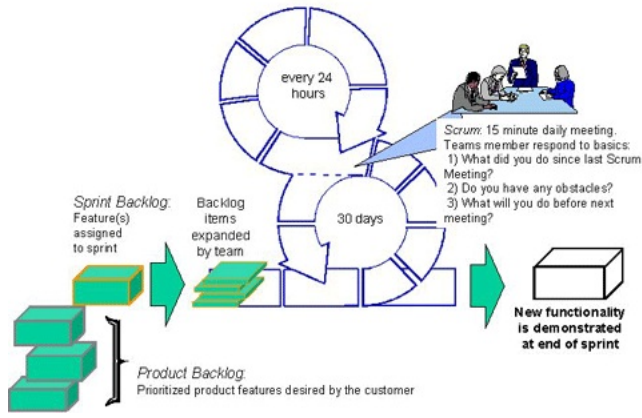 every 24
hours
Scrum: 15 minute daily meeting.
Teams member respond to basics:
1) What did you do since last Scrum
Meeting?
2) Do you have any obstacles?
3) What will you do before next
meeting?
Sprint Backlog:
Feature(s)
assigned
to sprint
Backlog
items
expanded
by team
30 days
New functionality
is demonstrated
at end of sprint
Product Backlog:
Prioritized product features desired by the customer